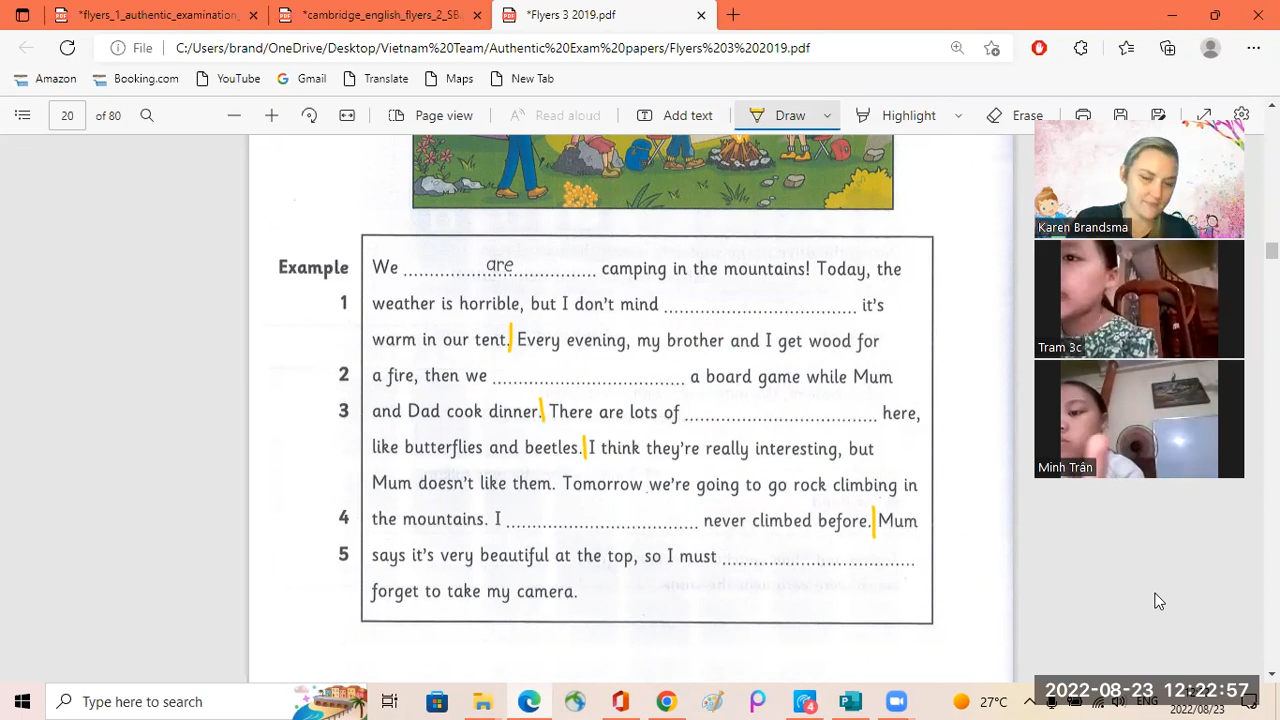 *flyers_1_authentic_examination_
*cambridge_english_flyers_2_SB
*Flyers 3 2019.pdf
File
C:/Users/brand/OneDrive/Desktop/Vietnam%20Team/Authentic%20Exam%20papers/Flyers%203%202019.pdf
Amazon
Booking.com
YouTube
Gmail
Translate
Maps
New Tab
20 of 80
Page view
Read aloud
Add text
Draw
Highlight
Erase
Example We ........ are ........ camping in the mountains! Today, the
1 weather is horrible, but I don't mind ........ it's
warm in our tent. Every evening, my brother and I get wood for
2 a fire, then we ........ a board game while Mum
3 and Dad cook dinner. There are lots of ........ here,
like butterflies and beetles. I think they're really interesting, but
Mum doesn't like them. Tomorrow we're going to go rock climbing in
4 the mountains. I ........ never climbed before. Mum
5 says it's very beautiful at the top, so I must ........
forget to take my camera.
Karen Brandsma
Tram 3c
Minh Trân
Type here to search
4
27°C
ENG
2022-08-23 12:22:57
2022/08/23